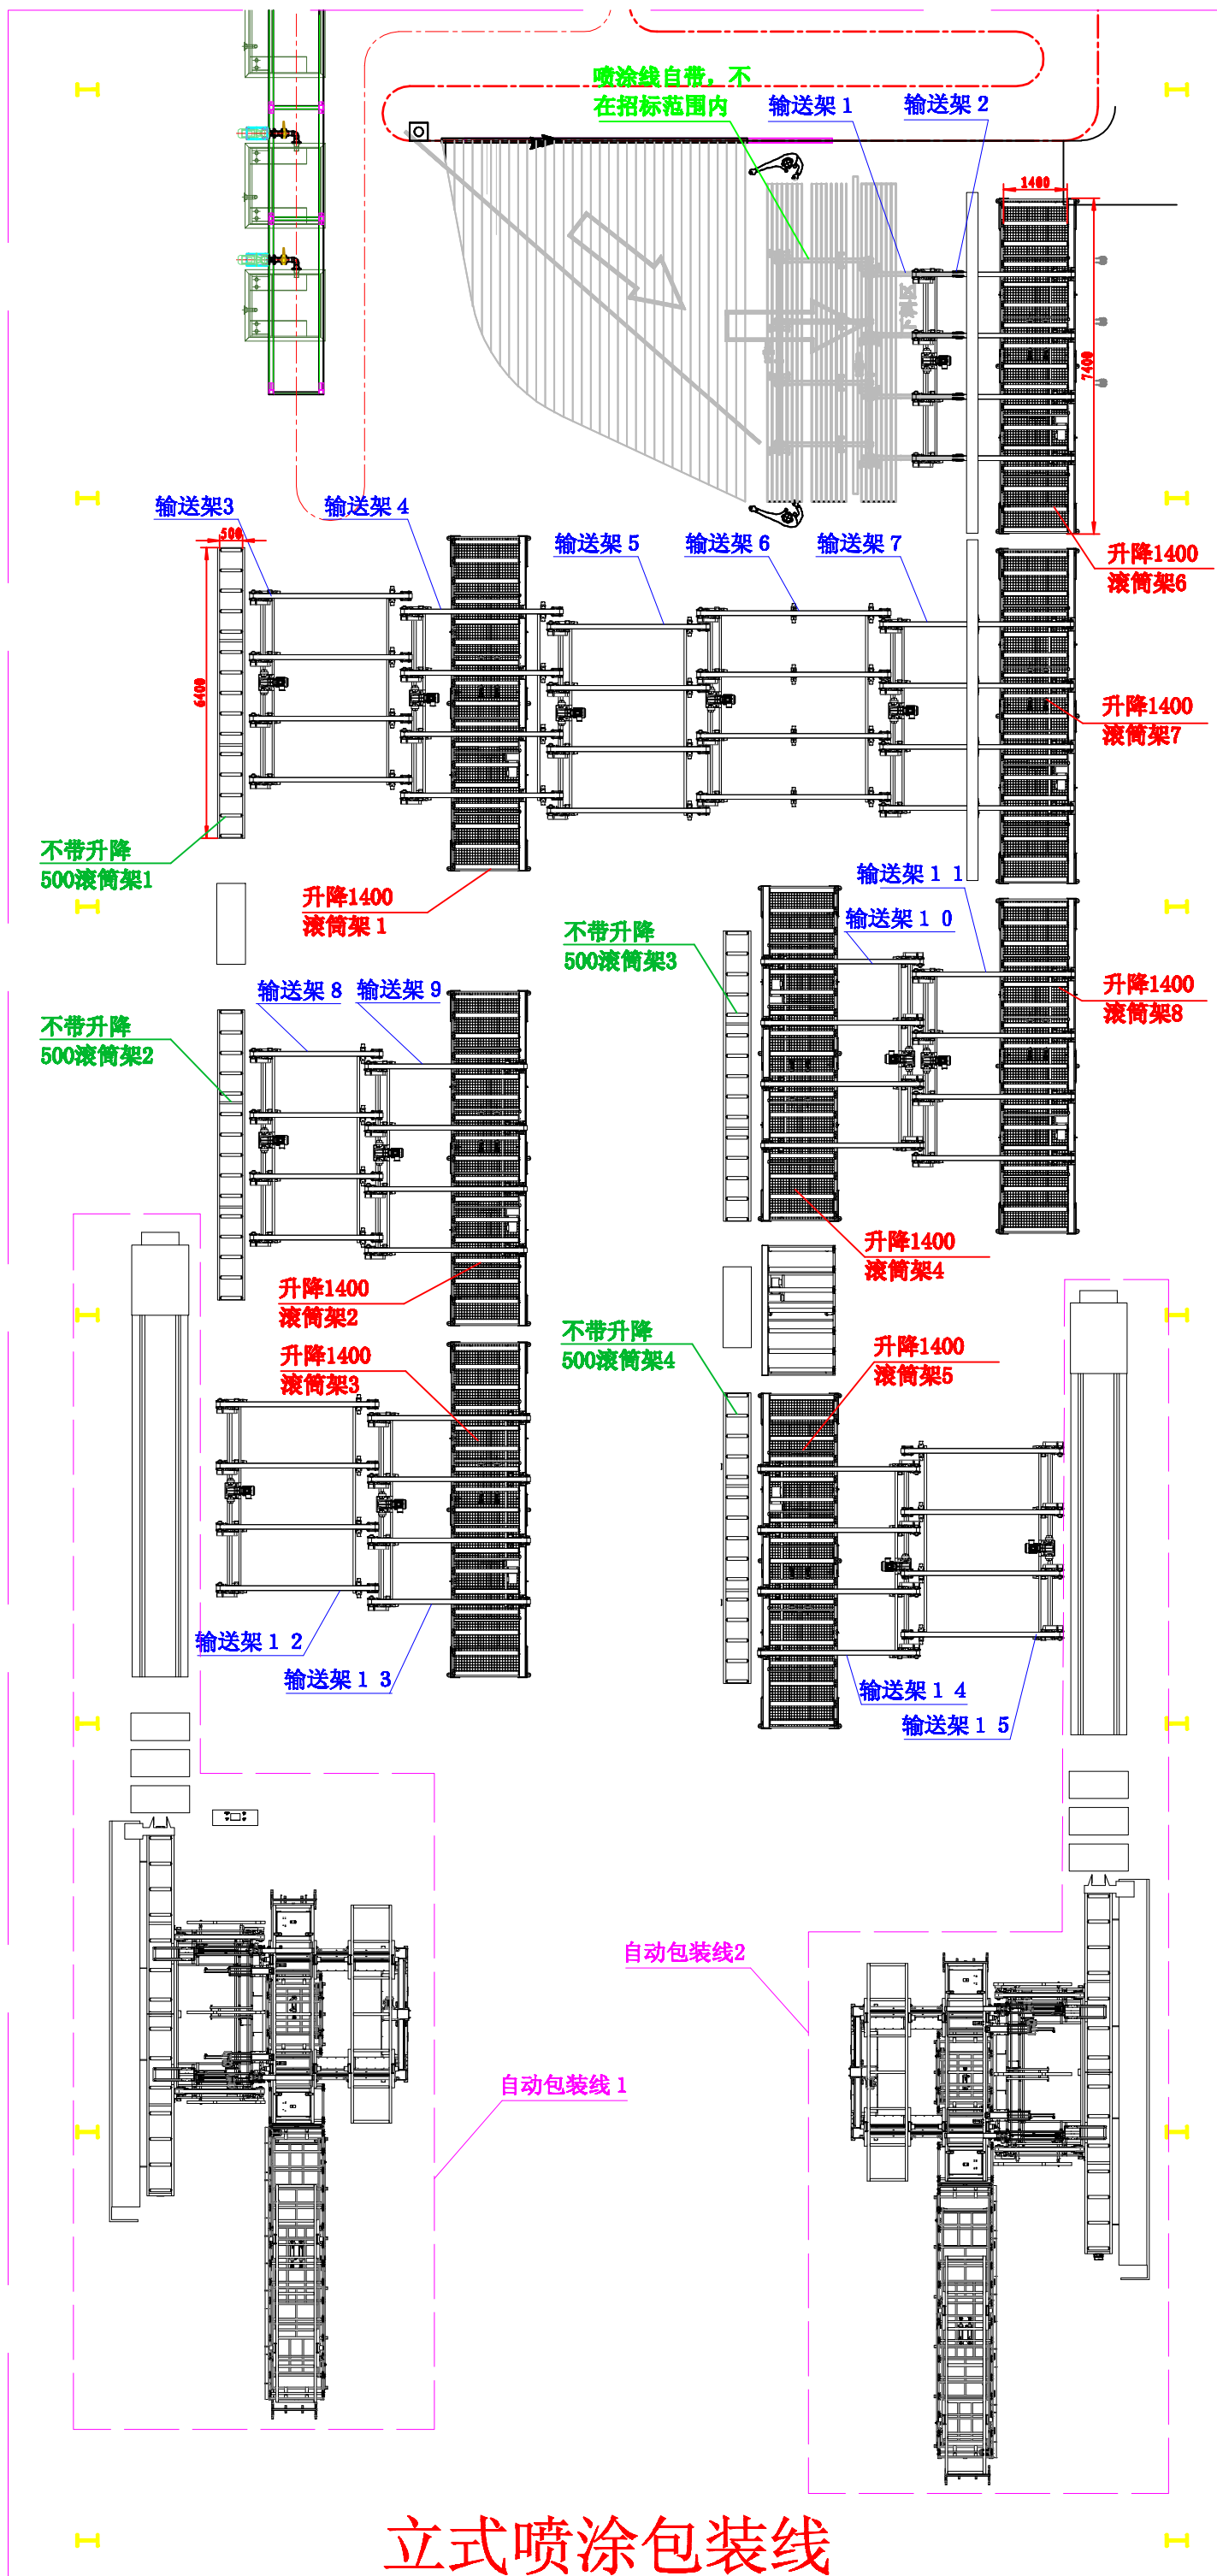 喷涂线自带，不
在招标范围内
输送架１
输送架２
1400
7400
输送架3
输送架４
500
输送架５
输送架６
输送架７
升降1400
滚筒架6
6400
升降1400
滚筒架7
不带升降
500滚筒架1
升降1400
滚筒架１
输送架１１
输送架１０
不带升降
500滚筒架3
升降1400
滚筒架8
输送架８
输送架９
不带升降
500滚筒架2
升降1400
滚筒架4
升降1400
滚筒架2
不带升降
500滚筒架4
升降1400
滚筒架5
升降1400
滚筒架3
输送架１２
输送架１３
输送架１４
输送架１５
自动包装线2
自动包装线１
立式喷涂包装线